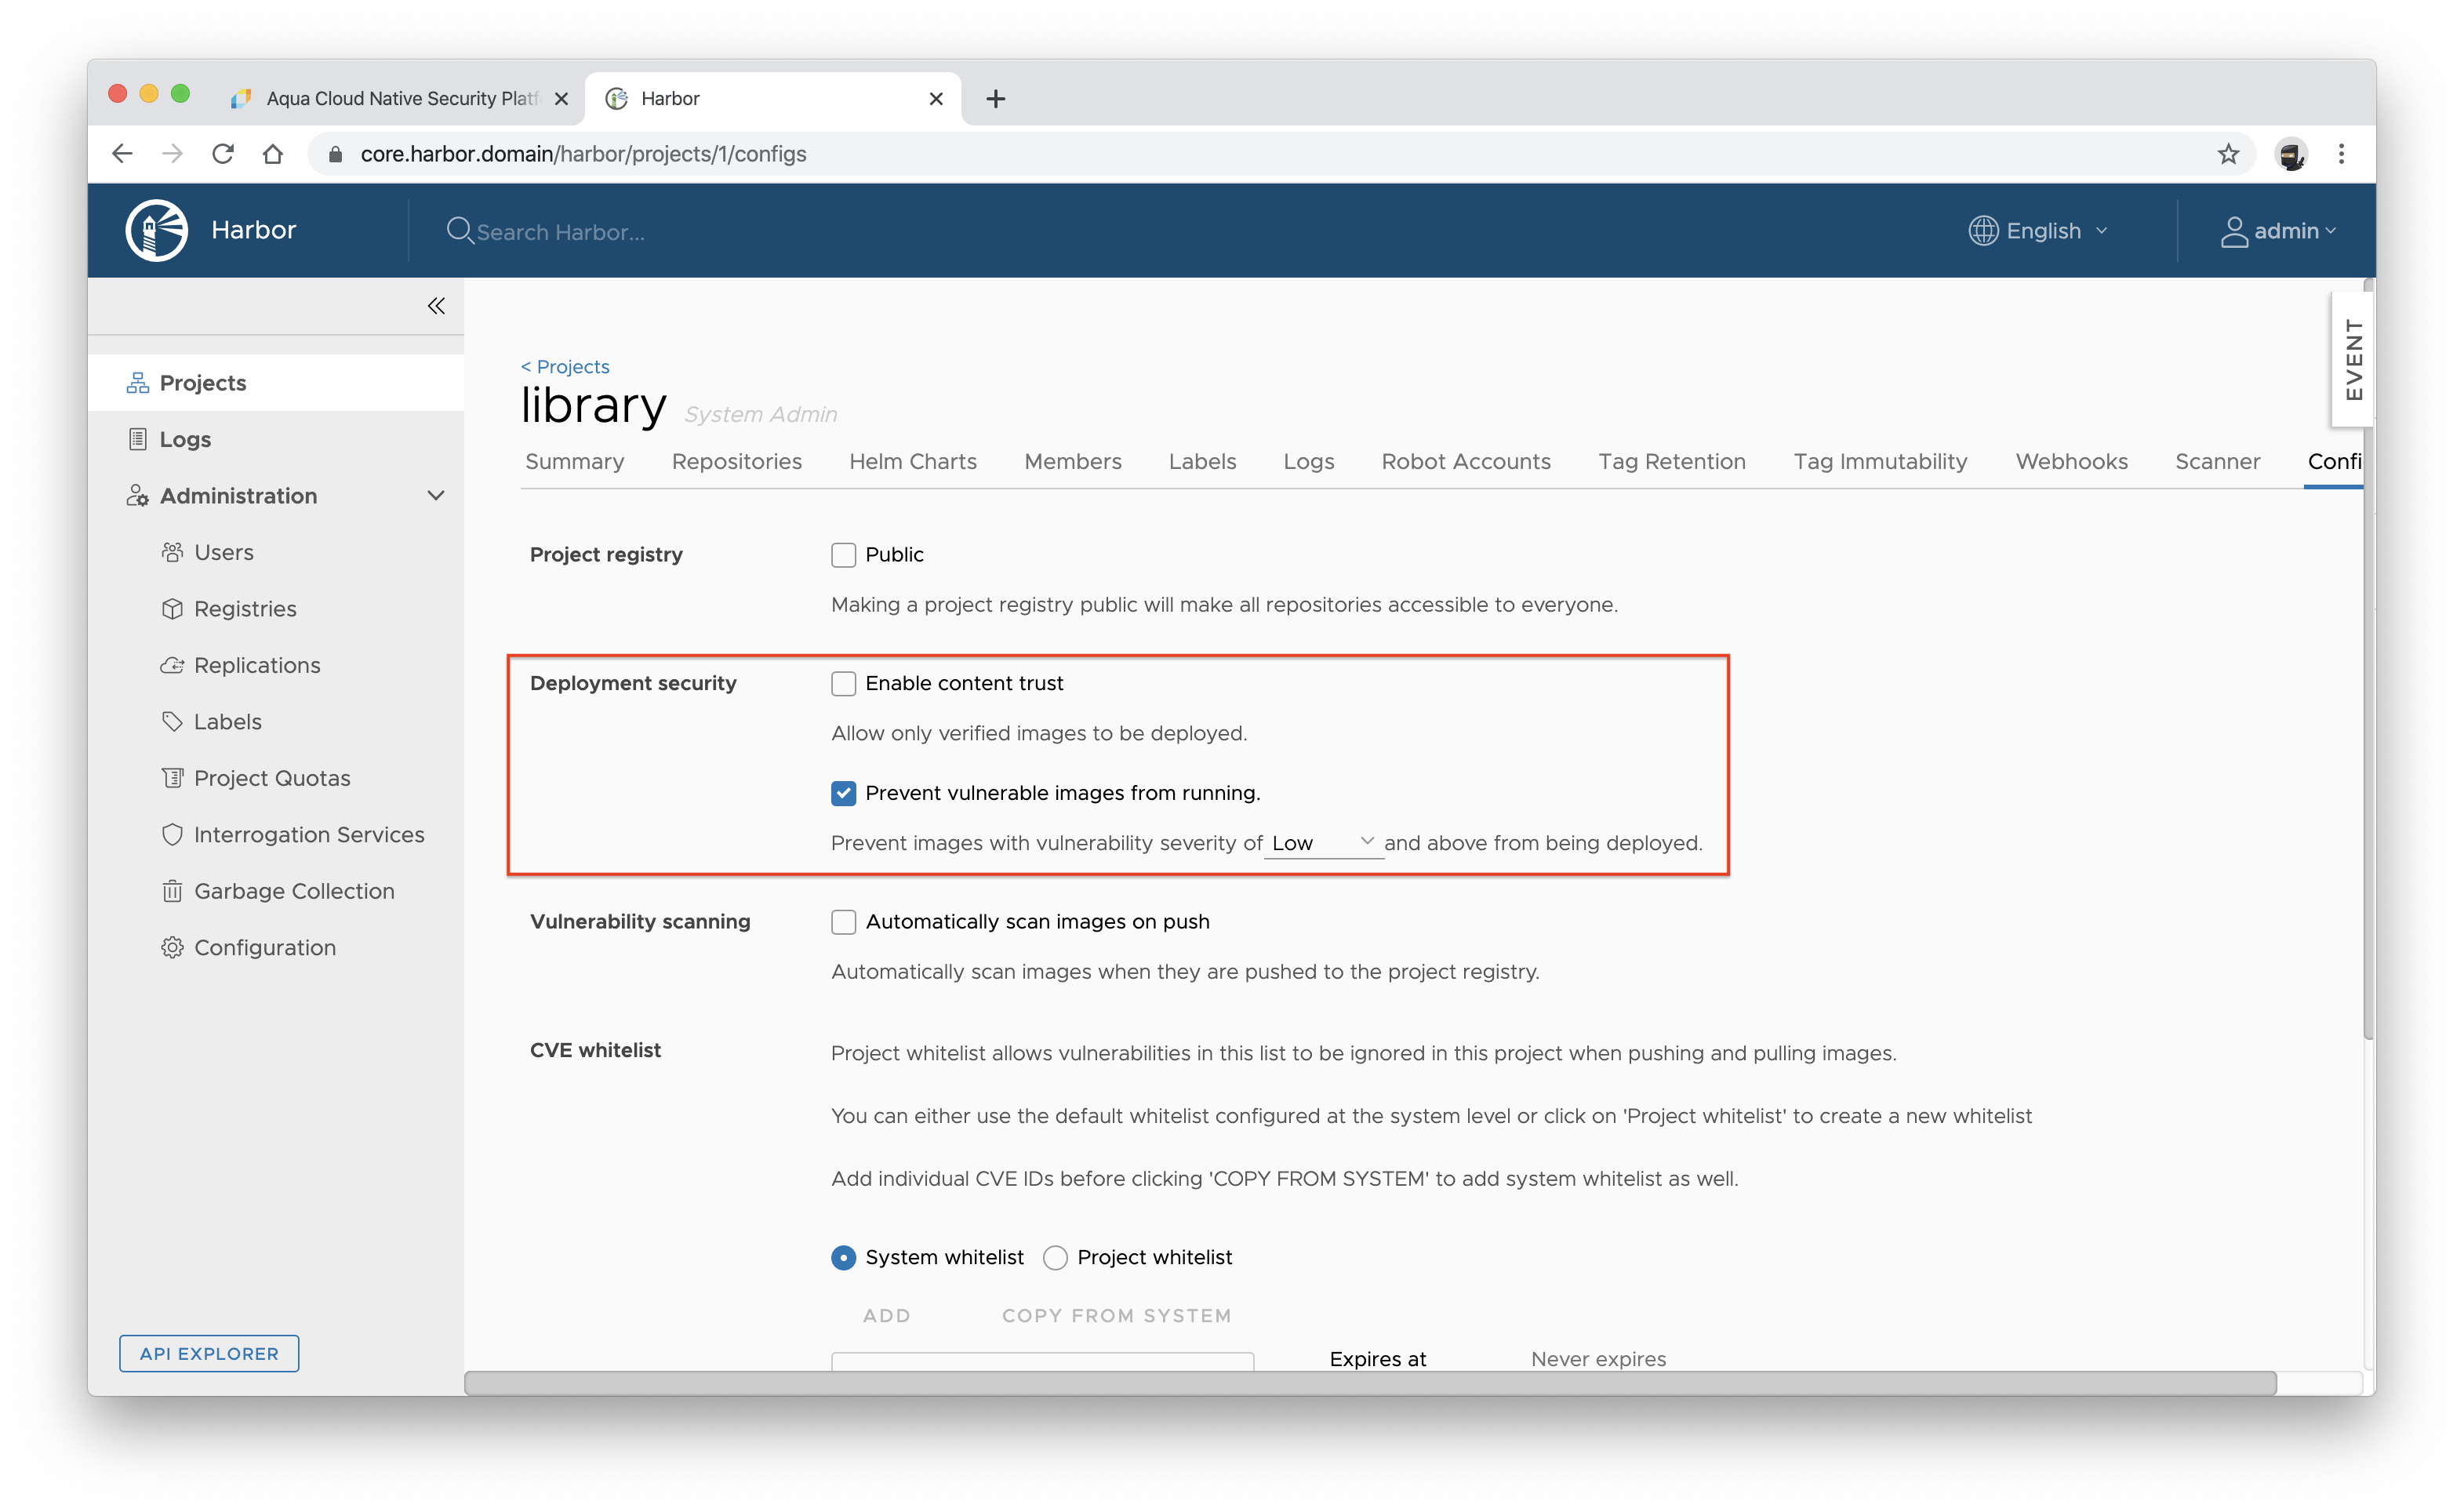 Aqua Cloud Native Security Platf
Harbor
core.harbor.domain/harbor/projects/1/configs
Harbor
Search Harbor...
English
admin
EVENT
Projects
Logs
Administration
Users
Registries
Replications
Labels
Project Quotas
Interrogation Services
Garbage Collection
Configuration
API EXPLORER
< Projects
library System Admin
Summary Repositories Helm Charts Members Labels Logs Robot Accounts Tag Retention Tag Immutability Webhooks Scanner Confi
Project registry Public
Making a project registry public will make all repositories accessible to everyone.
Deployment security Enable content trust
Allow only verified images to be deployed.
Prevent vulnerable images from running.
Prevent images with vulnerability severity of Low and above from being deployed.
Vulnerability scanning Automatically scan images on push
Automatically scan images when they are pushed to the project registry.
CVE whitelist Project whitelist allows vulnerabilities in this list to be ignored in this project when pushing and pulling images.
You can either use the default whitelist configured at the system level or click on 'Project whitelist' to create a new whitelist
Add individual CVE IDs before clicking 'COPY FROM SYSTEM' to add system whitelist as well.
System whitelist Project whitelist
ADD COPY FROM SYSTEM
Expires at Never expires